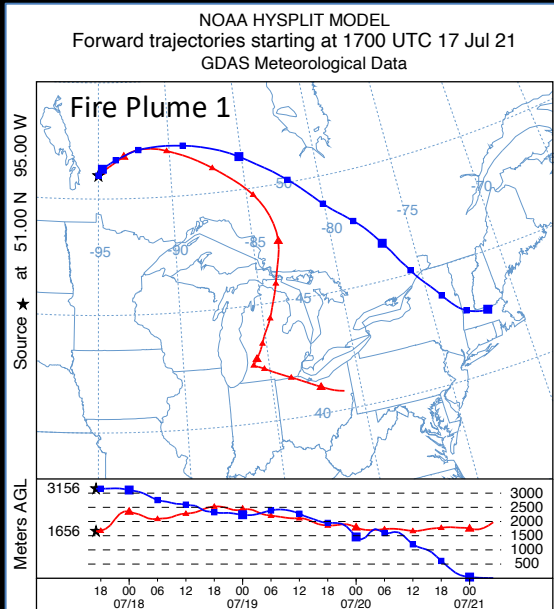 NOAA HYSPLIT MODEL
Forward trajectories starting at 1700 UTC 17 Jul 21
GDAS Meteorological Data
Fire Plume 1
Source ★ at 51.00 N 95.00 W
-95
-90
-85
-80
-75
-70
50
45
40
Meters AGL
3156
1656
3000
2500
2000
1500
1000
500
18 00 06 12 18 00 06 12 18 00 06 12 18 00
07/18 07/19 07/20 07/21